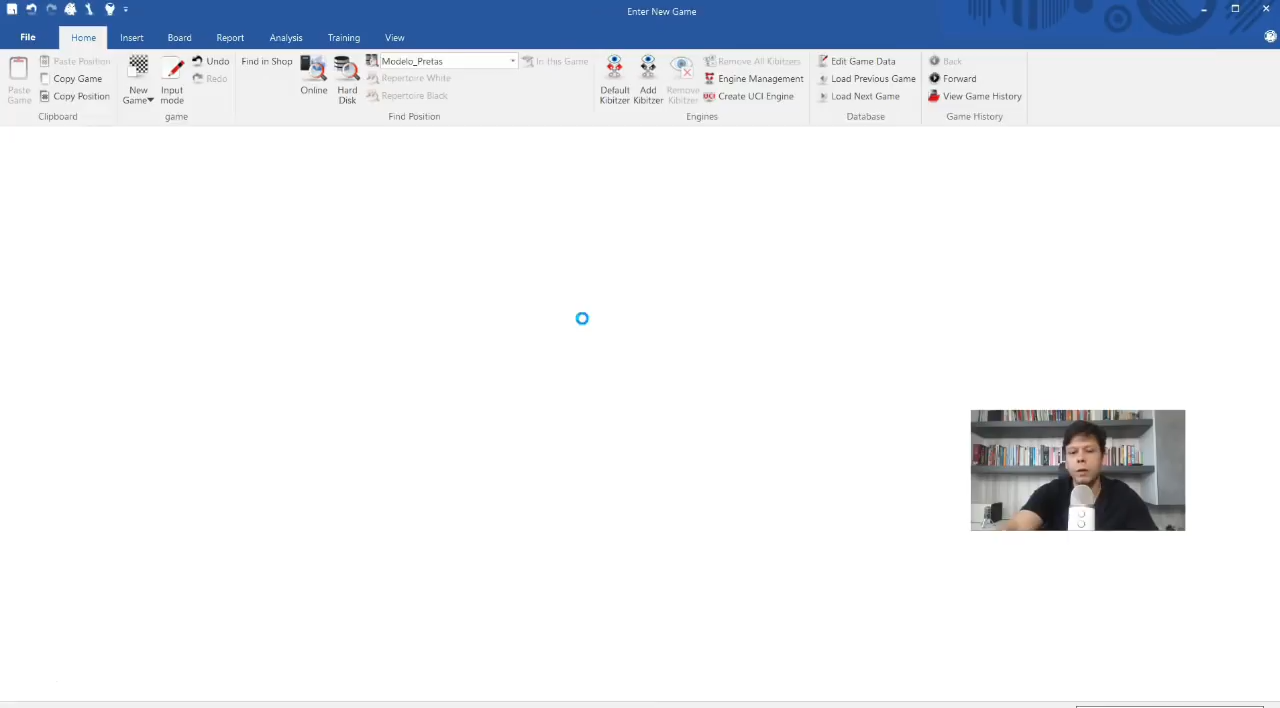 Enter New Game
File Home Insert Board Report Analysis Training View
Paste Game
Paste Position
Copy Game
Copy Position
Clipboard
New Game
Input mode
Undo
Redo
game
Find in Shop
Online
Hard Disk
Modelo_Pretas
In this Game
Repertoire White
Repertoire Black
Find Position
Default Kibitzer
Add Kibitzer
Remove Kibitzer
Remove All Kibitzers
Engine Management
UCI Create UCI Engine
Engines
Edit Game Data
Load Previous Game
Load Next Game
Database
Back
Forward
View Game History
Game History